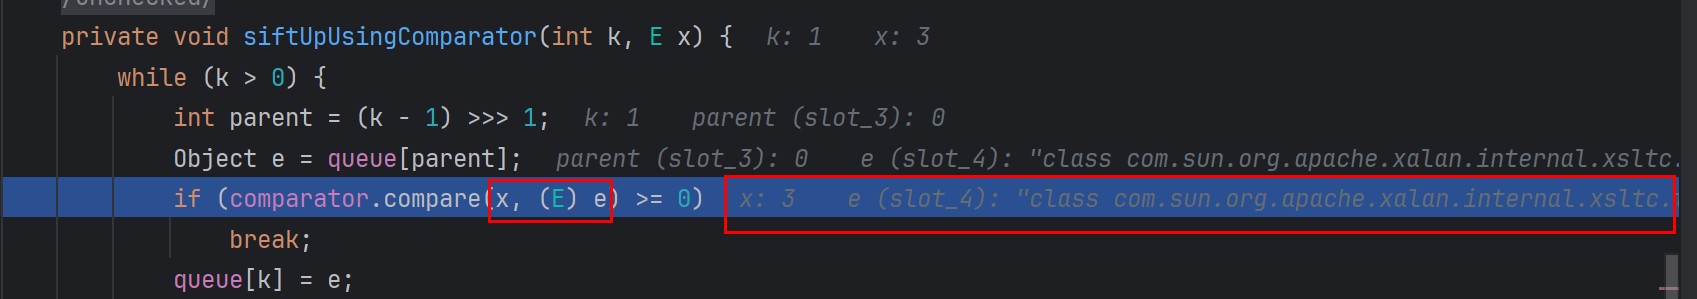 /unchecked/
private void siftUpUsingComparator(int k, E x) { k: 1 x: 3
while (k > 0) {
int parent = (k - 1) >>> 1; k: 1 parent (slot_3): 0
Object e = queue[parent]; parent (slot_3): 0 e (slot_4): "class com.sun.org.apache.xalan.internal.xsltc.
if (comparator.compare(x, (E) e) >= 0) x: 3 e (slot_4): "class com.sun.org.apache.xalan.internal.xsltc.
break;
queue[k] = e;